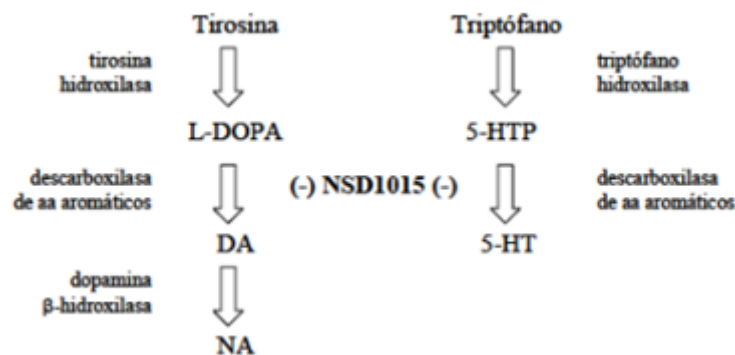 Tirosina
Triptófano
tirosina
hidroxilasa
triptófano
hidroxilasa
L-DOPA
5-HTP
descarboxilasa
de aa aromáticos
(-) NSD1015 (-)
descarboxilasa
de aa aromáticos
DA
5-HT
dopamina
β-hidroxilasa
NA